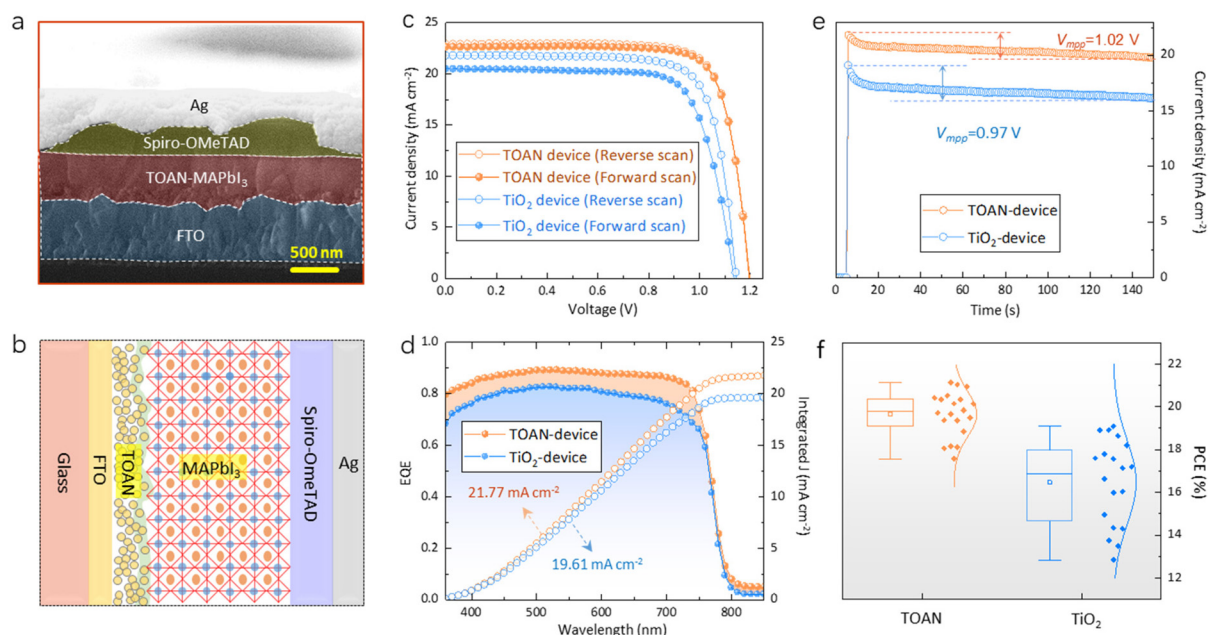 a
Ag
Spiro-OMeTAD
TOAN-MAPbI₃
FTO
500 nm
b
Glass
FTO
TOAN
MAPbI₃
Spiro-OmeTAD
Ag
c
Current density (mA cm⁻²)
25
20
15
10
5
0
TOAN device (Reverse scan)
TOAN device (Forward scan)
TiO₂ device (Reverse scan)
TiO₂ device (Forward scan)
0.0 0.2 0.4 0.6 0.8 1.0 1.2
Voltage (V)
d
EQE
1.0
0.8
0.6
0.4
0.2
0.0
TOAN-device
TiO₂-device
21.77 mA cm⁻²
19.61 mA cm⁻²
25
20
15
10
5
0
Integrated J (mA cm⁻²)
400 500 600 700 800
Wavelength (nm)
e
Vmpp=1.02 V
Vmpp=0.97 V
TOAN-device
TiO₂-device
20
15
10
5
0
Current density (mA cm⁻²)
20 40 60 80 100 120 140
Time (s)
f
22
20
18
16
14
12
PCE (%)
TOAN TiO₂